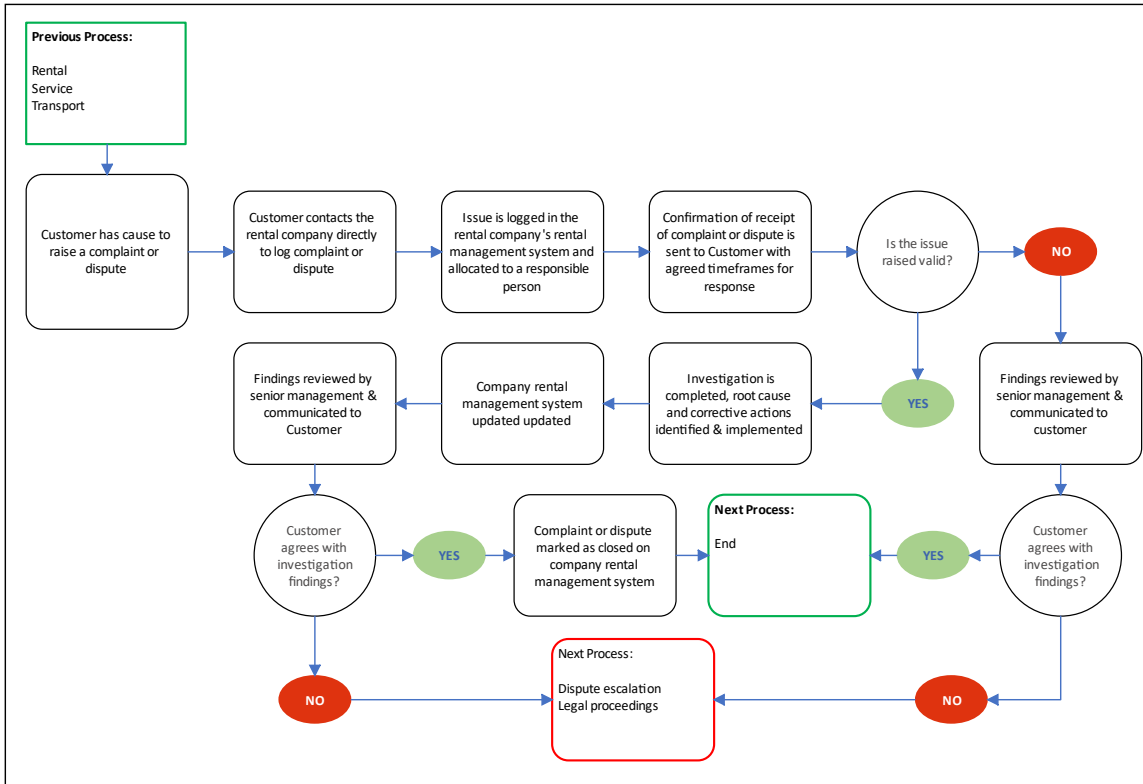 Previous Process:
Rental
Service
Transport
Customer has cause to
raise a complaint or
dispute
Customer contacts the
rental company directly
to log complaint or
dispute
Issue is logged in the
rental company's rental
management system and
allocated to a responsible
person
Confirmation of receipt
of complaint or dispute is
sent to Customer with
agreed timeframes for
response
Is the issue
raised valid?
NO
Findings reviewed by
senior management &
communicated to
Customer
Company rental
management system
updated updated
Investigation is
completed, root cause
and corrective actions
identified & implemented
YES
Findings reviewed by
senior management &
communicated to
customer
Customer
agrees with
investigation
findings?
YES
Complaint or dispute
marked as closed on
company rental
management system
Next Process:
End
YES
Customer
agrees with
investigation
findings?
NO
Next Process:
Dispute escalation
Legal proceedings
NO